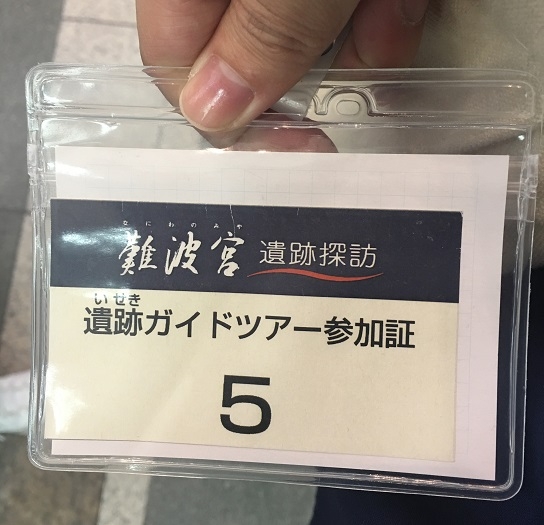 なにわのみや
難波宮 遺跡探訪
いせき
遺跡ガイドツアー参加証
5